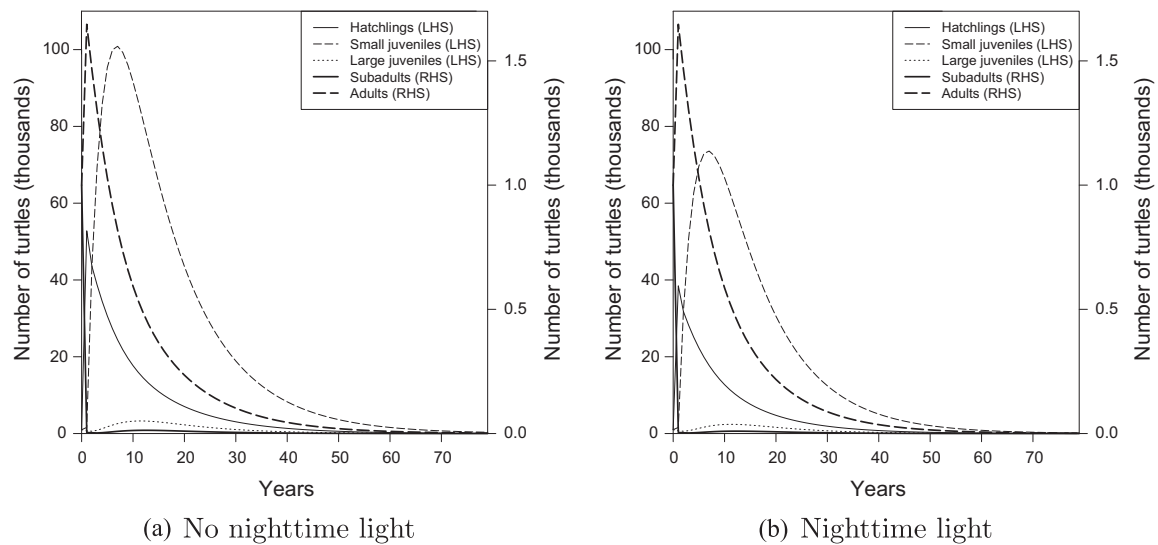 Number of turtles (thousands)
100
80
60
40
20
0
Hatchlings (LHS)
Small juveniles (LHS)
Large juveniles (LHS)
Subadults (RHS)
Adults (RHS)
1.5
1.0
0.5
0.0
Number of turtles (thousands)
0 10 20 30 40 50 60 70
Years
(a) No nighttime light
Number of turtles (thousands)
100
80
60
40
20
0
Hatchlings (LHS)
Small juveniles (LHS)
Large juveniles (LHS)
Subadults (RHS)
Adults (RHS)
1.5
1.0
0.5
0.0
Number of turtles (thousands)
0 10 20 30 40 50 60 70
Years
(b) Nighttime light